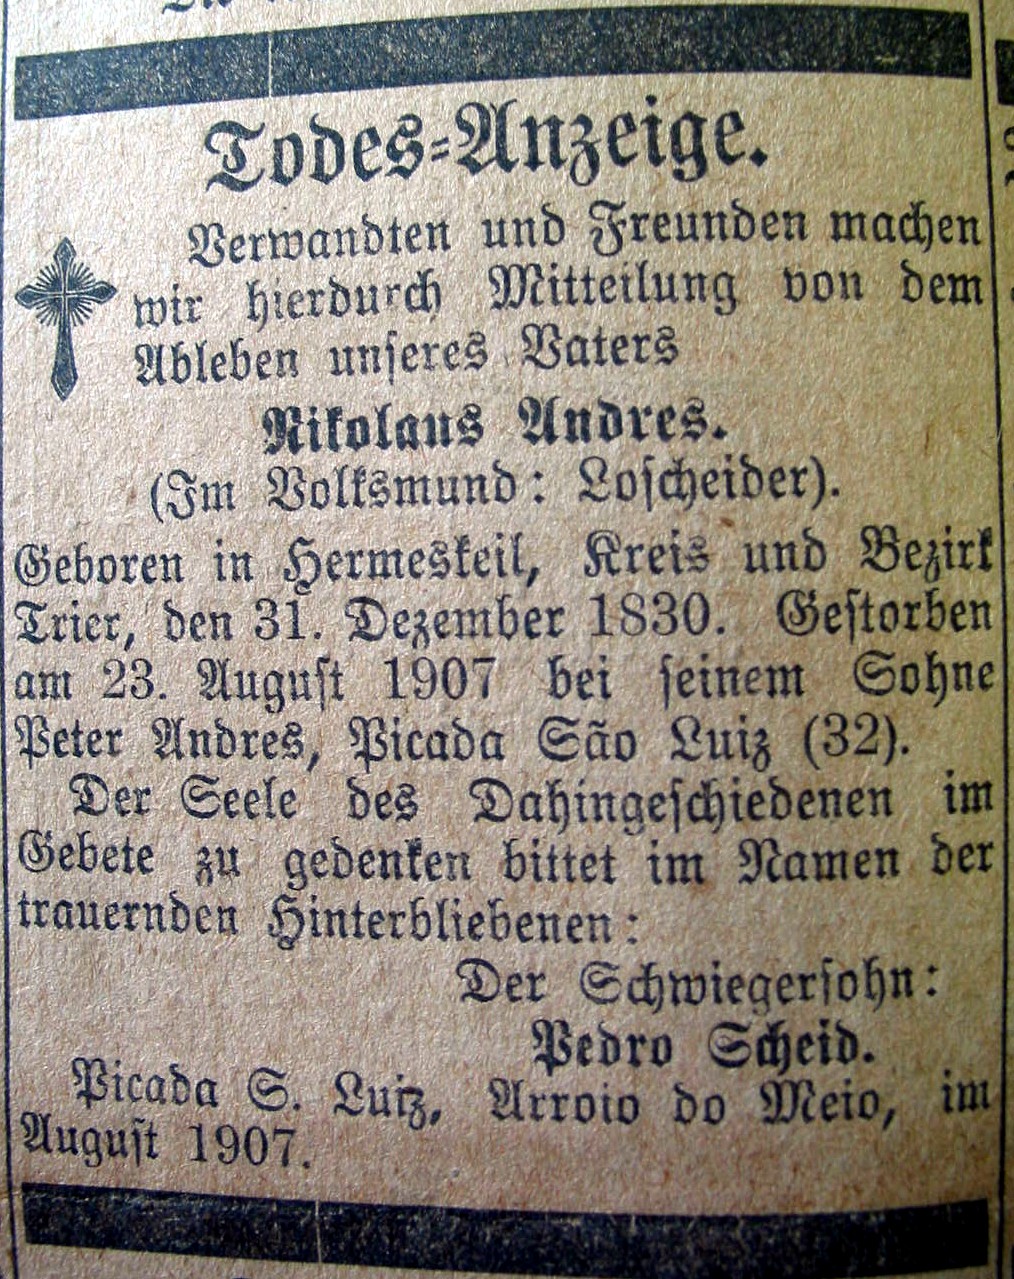 Todes-Anzeige.
Verwandten und Freunden machen
wir hierdurch Mitteilung von dem
Ableben unseres Vaters
Nikolaus Andres.
(Im Volksmund: Loscheider).
Geboren in Hermeskeil, Kreis und Bezirk
Trier, den 31. Dezember 1830. Gestorben
am 23. August 1907 bei seinem Sohne
Peter Andres, Picada São Luiz (32).
Der Seele des Dahingeschiedenen im
Gebete zu gedenken bittet im Namen der
trauernden Hinterbliebenen:
Der Schwiegersohn:
Pedro Scheid.
Picada S. Luiz, Arroio do Meio, im
August 1907.